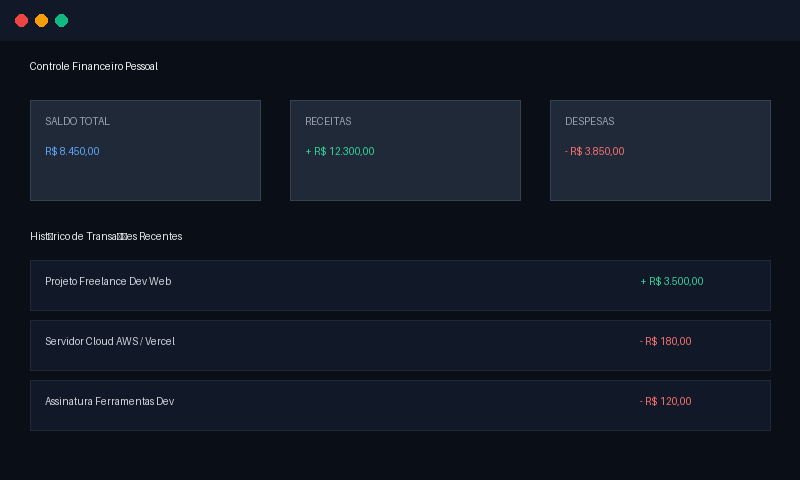 Controle Financeiro Pessoal
SALDO TOTAL
R$ 8.450,00
RECEITAS
+ R$ 12.300,00
DESPESAS
- R$ 3.850,00
de Recentes
Projeto Freelance Dev Web
+ R$ 3.500,00
Servidor Cloud AWS / Vercel
- R$ 180,00
Assinatura Ferramentas Dev
- R$ 120,00